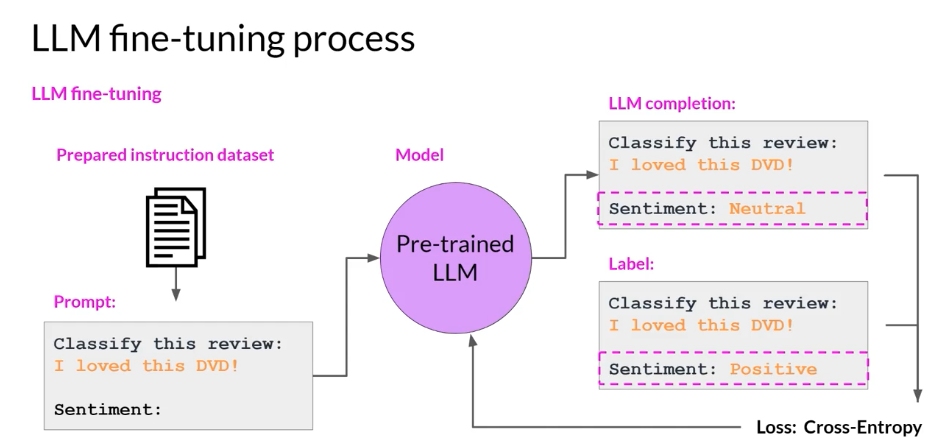 LLM fine-tuning process
LLM fine-tuning
Prepared instruction dataset
Prompt:
Classify this review:
I loved this DVD!
Sentiment:
Model
Pre-trained
LLM
LLM completion:
Classify this review:
I loved this DVD!
Sentiment: Neutral
Label:
Classify this review:
I loved this DVD!
Sentiment: Positive
Loss: Cross-Entropy